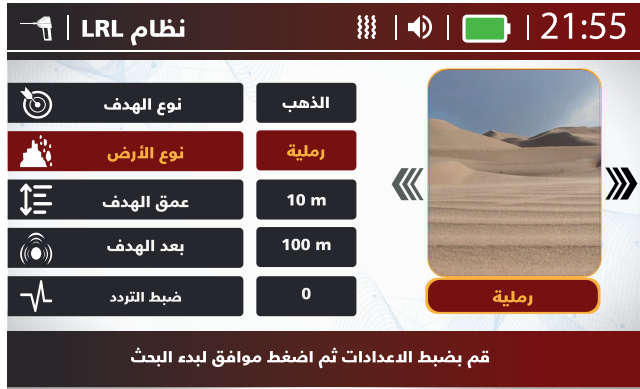 نظام LRL
21:55
نوع الهدف
الذهب
نوع الأرض
رملية
عمق الهدف
10 m
بعد الهدف
100 m
ضبط التردد
0
رملية
قم بضبط الاعدادات ثم اضغط موافق لبدء البحث